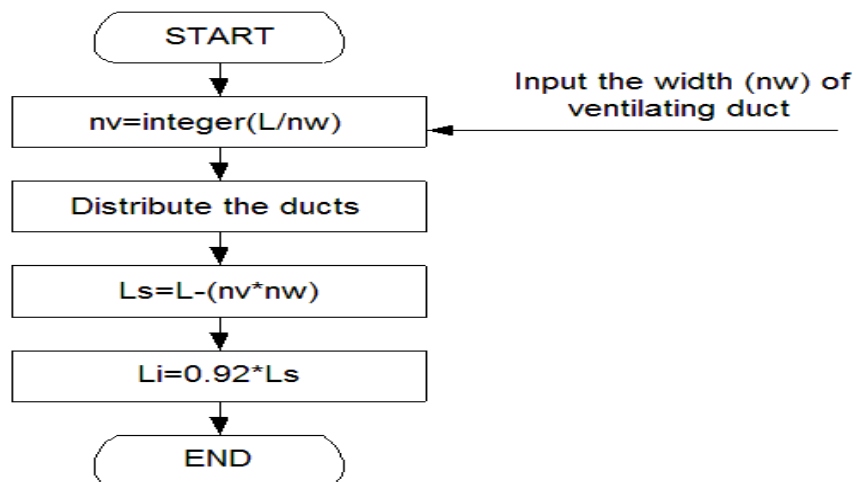 START
Input the width (nw) of
ventilating duct
nv=integer(L/nw)
Distribute the ducts
Ls=L-(nv*nw)
Li=0.92*Ls
END